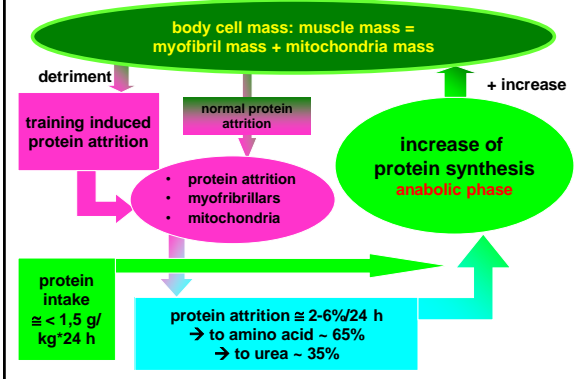 body cell mass: muscle mass =
myofibril mass + mitochondria mass
detriment
+ increase
training induced
protein attrition
normal protein
attrition
increase of
protein synthesis
anabolic phase
• protein attrition
• myofibrillars
• mitochondria
protein
intake
≅ < 1,5 g/
kg*24 h
protein attrition ≅ 2-6%/24 h
→ to amino acid ~ 65%
→ to urea ~ 35%